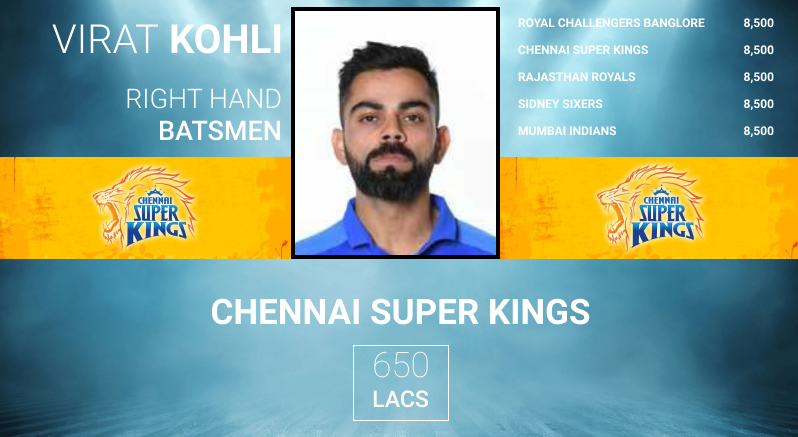 VIRAT KOHLI
RIGHT HAND
BATSMEN
ROYAL CHALLENGERS BANGLORE 8,500
CHENNAI SUPER KINGS 8,500
RAJASTHAN ROYALS 8,500
SIDNEY SIXERS 8,500
MUMBAI INDIANS 8,500
CHENNAI
SUPER
KINGS
CHENNAI
SUPER
KINGS
CHENNAI SUPER KINGS
650
LACS